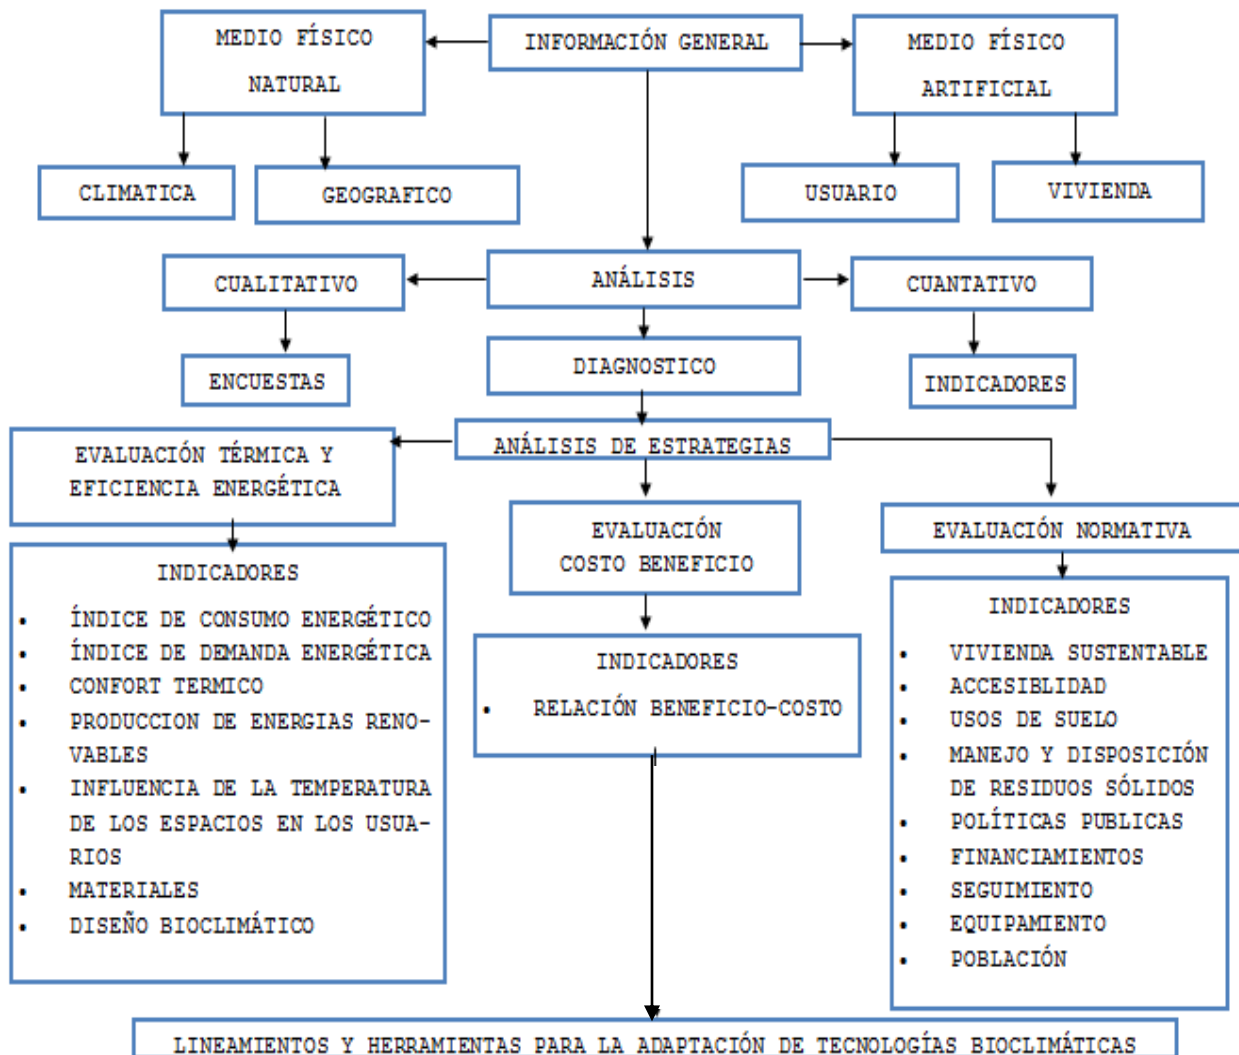 MEDIO FÍSICO
NATURAL
INFORMACIÓN GENERAL
MEDIO FÍSICO
ARTIFICIAL
CLIMATICA
GEOGRAFICO
USUARIO
VIVIENDA
CUALITATIVO
ANÁLISIS
CUANTATIVO
ENCUESTAS
DIAGNOSTICO
INDICADORES
ANÁLISIS DE ESTRATEGIAS
EVALUACIÓN TÉRMICA Y
EFICIENCIA ENERGÉTICA
EVALUACIÓN
COSTO BENEFICIO
EVALUACIÓN NORMATIVA
INDICADORES
• ÍNDICE DE CONSUMO ENERGÉTICO
• ÍNDICE DE DEMANDA ENERGÉTICA
• CONFORT TERMICO
• PRODUCCION DE ENERGIAS RENO-
VABLES
• INFLUENCIA DE LA TEMPERATURA
DE LOS ESPACIOS EN LOS USUA-
RIOS
• MATERIALES
• DISEÑO BIOCLIMÁTICO
INDICADORES
• RELACIÓN BENEFICIO-COSTO
INDICADORES
• VIVIENDA SUSTENTABLE
• ACCESIBLIDAD
• USOS DE SUELO
• MANEJO Y DISPOSICIÓN
DE RESIDUOS SÓLIDOS
• POLÍTICAS PUBLICAS
• FINANCIAMIENTOS
• SEGUIMIENTO
• EQUIPAMIENTO
• POBLACIÓN
LINEAMIENTOS Y HERRAMIENTAS PARA LA ADAPTACIÓN DE TECNOLOGÍAS BIOCLIMÁTICAS